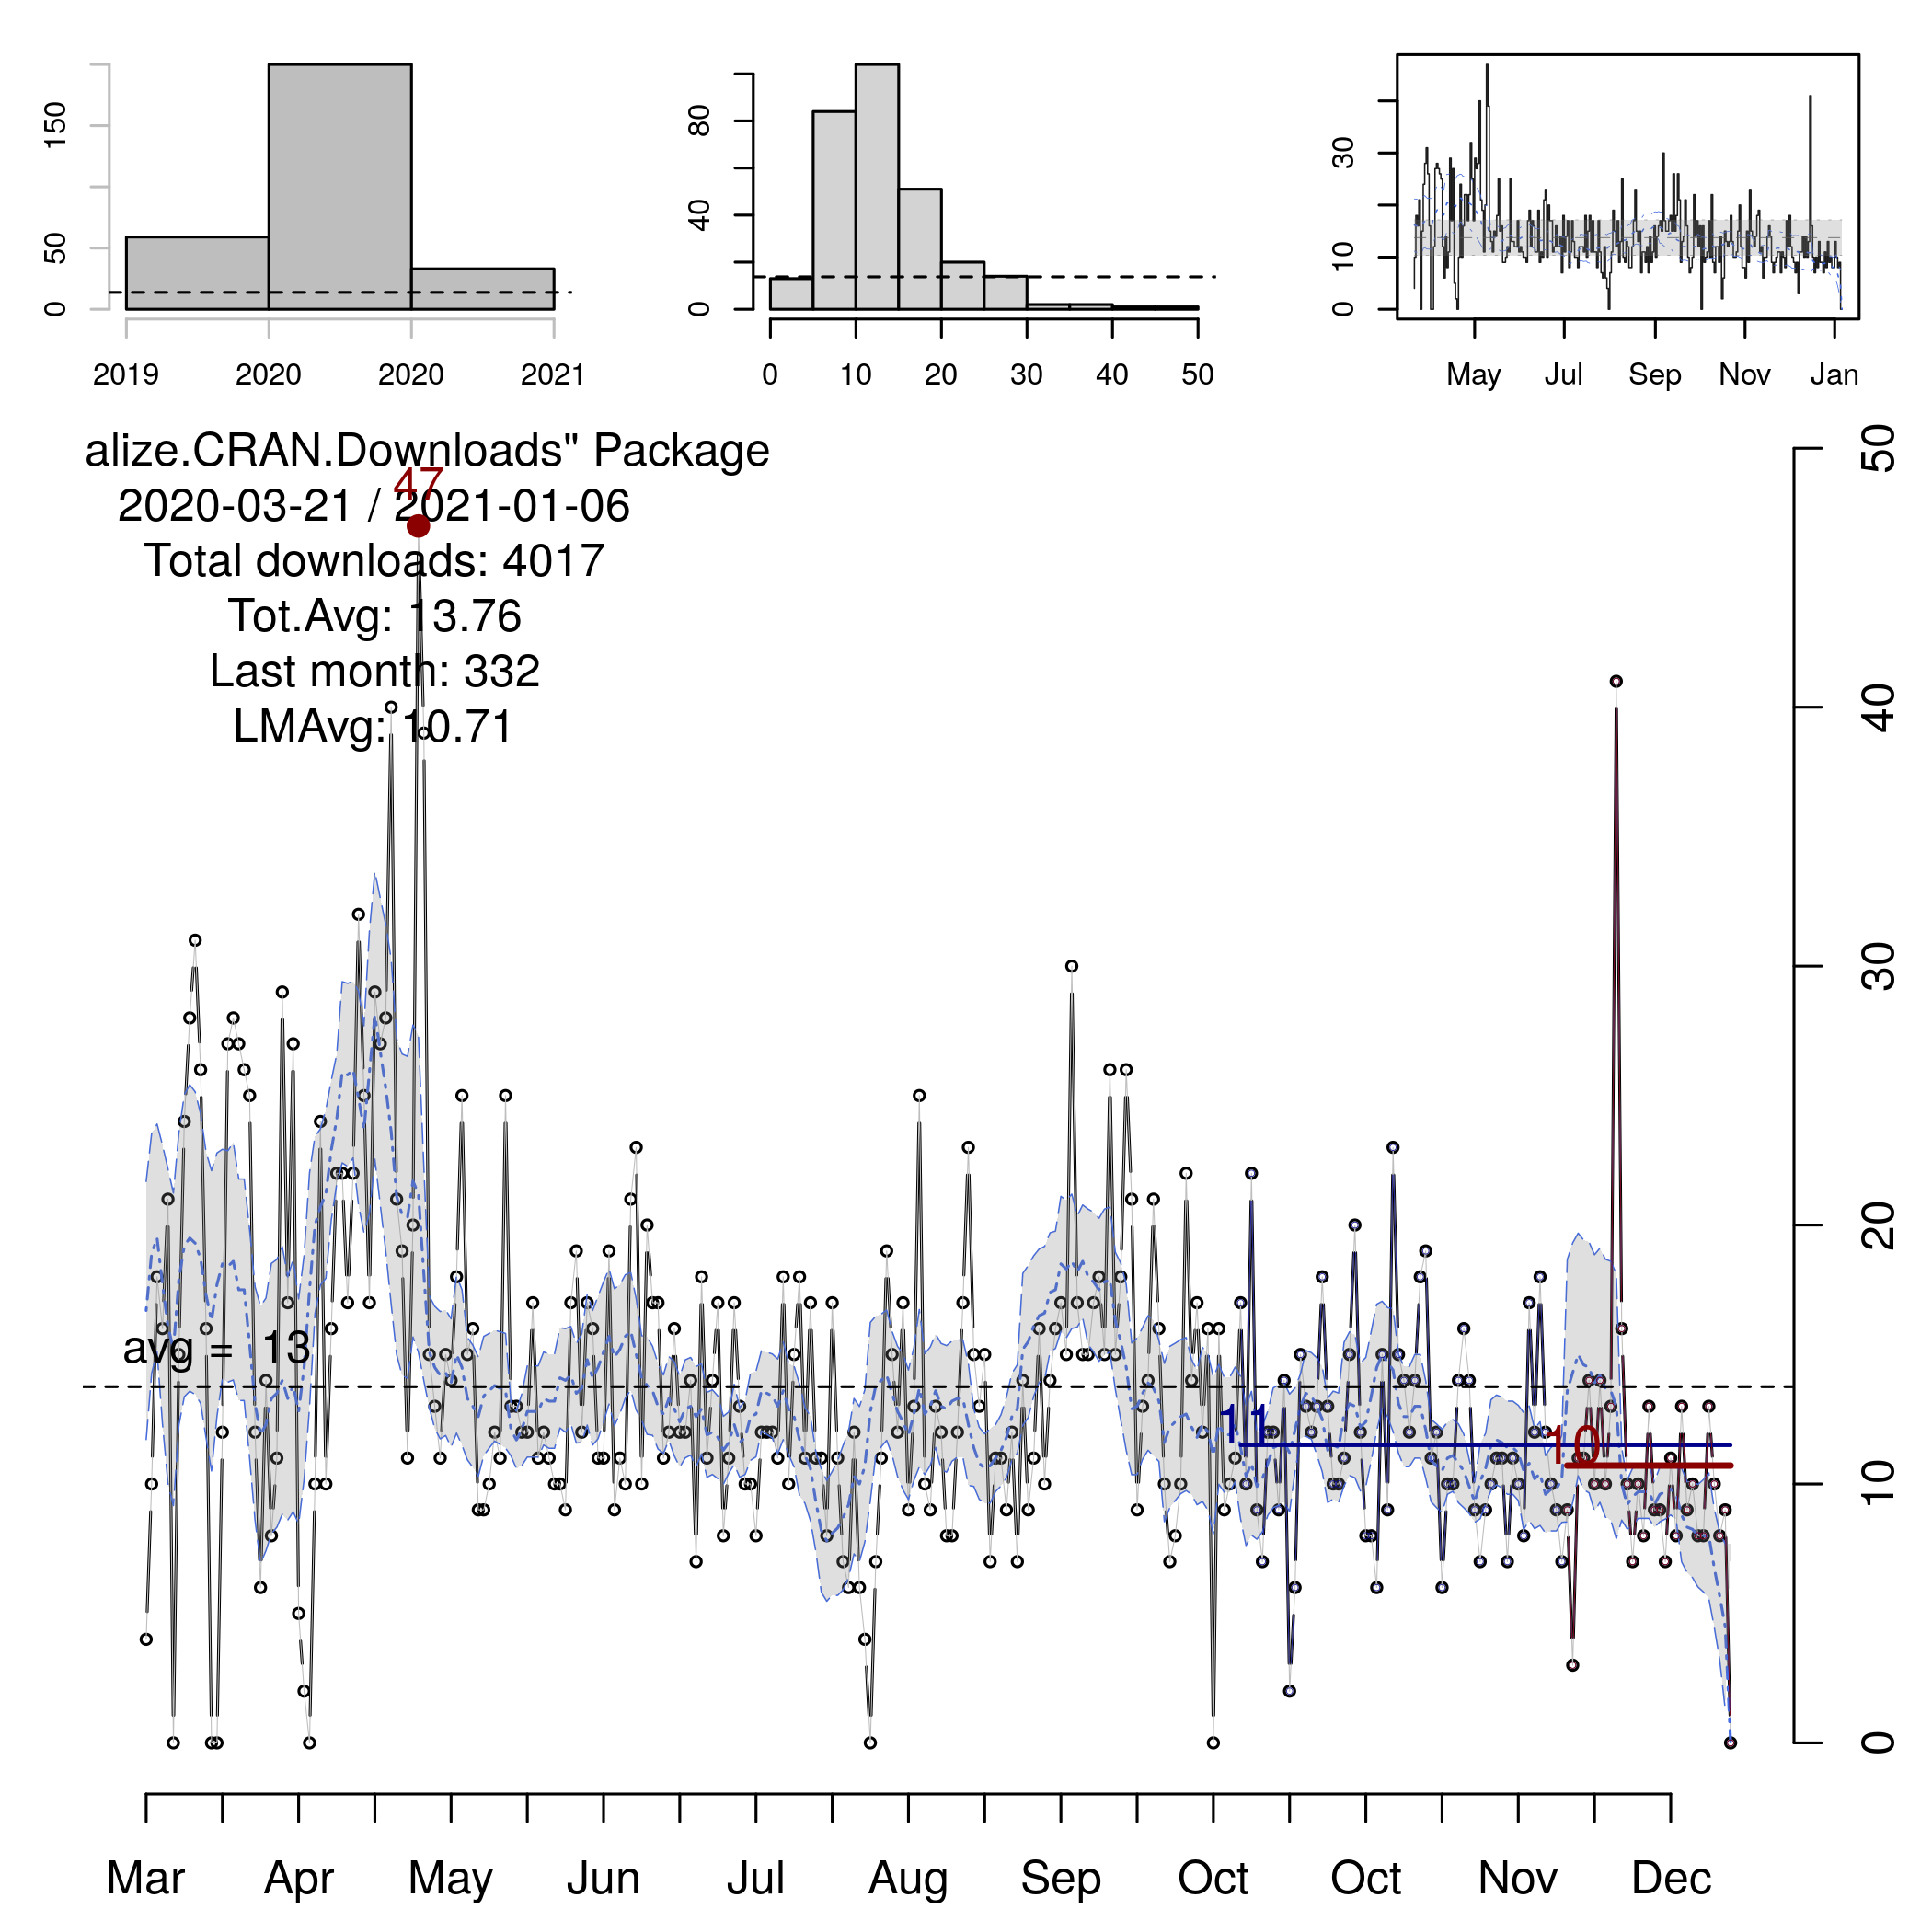 150
50
0
2019 2020 2020 2021
80
40
0
0 10 20 30 40 50
30
10
0
May Jul Sep Nov Jan
alize.CRAN.Downloads" Package
47
2020-03-21 / 2021-01-06
Total downloads: 4017
Tot.Avg: 13.76
Last month: 332
LMAvg: 10.71
avg = 13
11
10
50
40
30
20
10
0
Mar Apr May Jun Jul Aug Sep Oct Oct Nov Dec